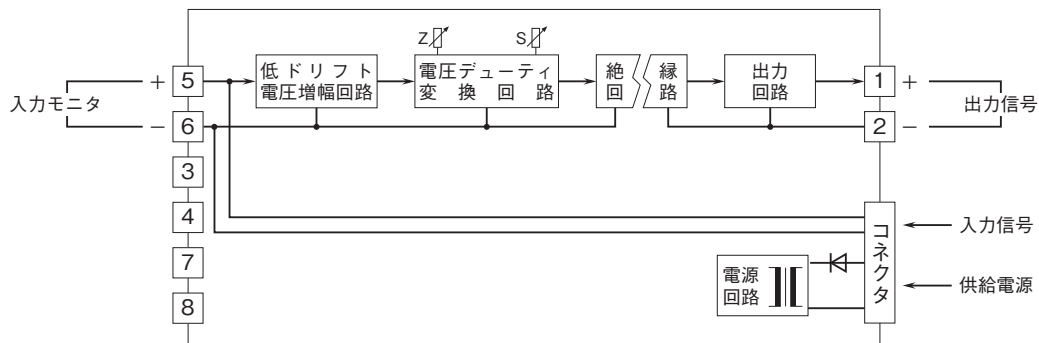 Z
S
低ドリフト
電圧増幅回路
電圧デューティ
変換回路
絶縁
回路
出力
回路
入力モニタ
+
−
5
6
3
4
7
8
1
2
+
−
出力信号
コネクタ
入力信号
供給電源
電源
回路